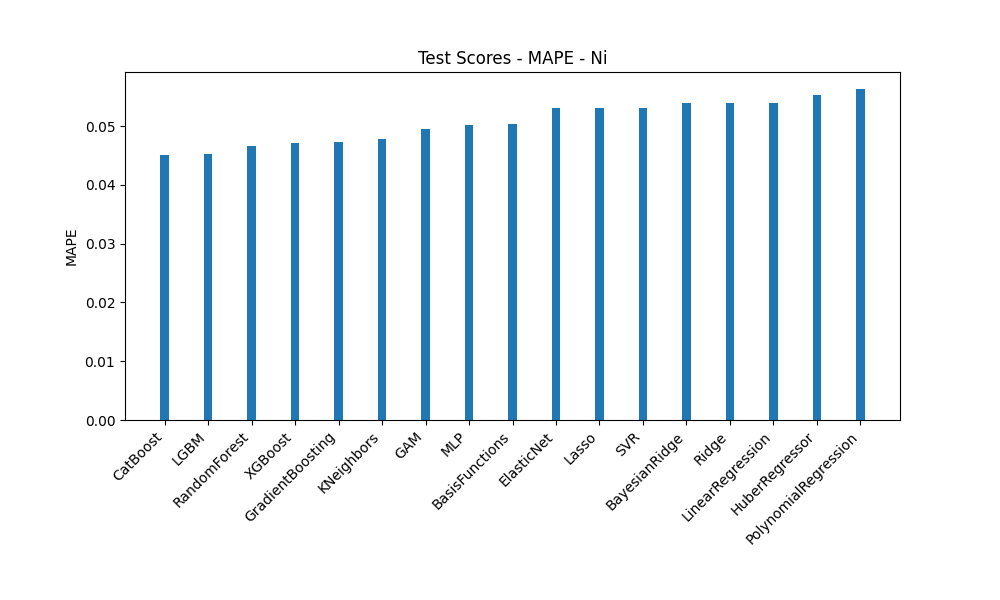 Test Scores - MAPE - Ni
MAPE
0.05
0.04
0.03
0.02
0.01
0.00
CatBoost
LGBM
RandomForest
XGBoost
GradientBoosting
KNeighbors
GAM
MLP
BasisFunctions
ElasticNet
Lasso
SVR
BayesianRidge
Ridge
LinearRegression
HuberRegressor
PolynomialRegression